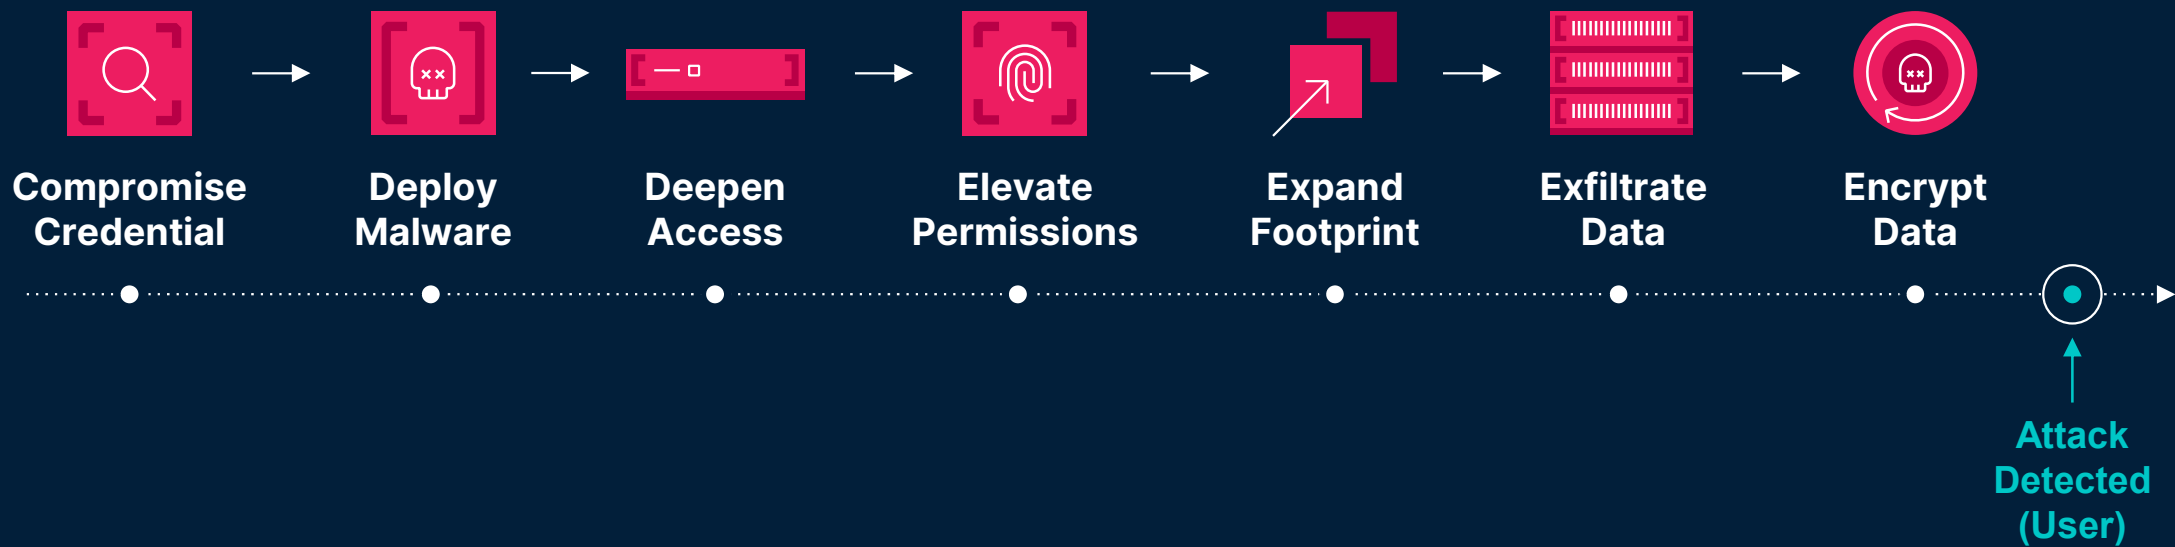 Compromise
Credential
Deploy
Malware
Deepen
Access
Elevate
Permissions
Expand
Footprint
Exfiltrate
Data
Encrypt
Data
Attack
Detected
(User)